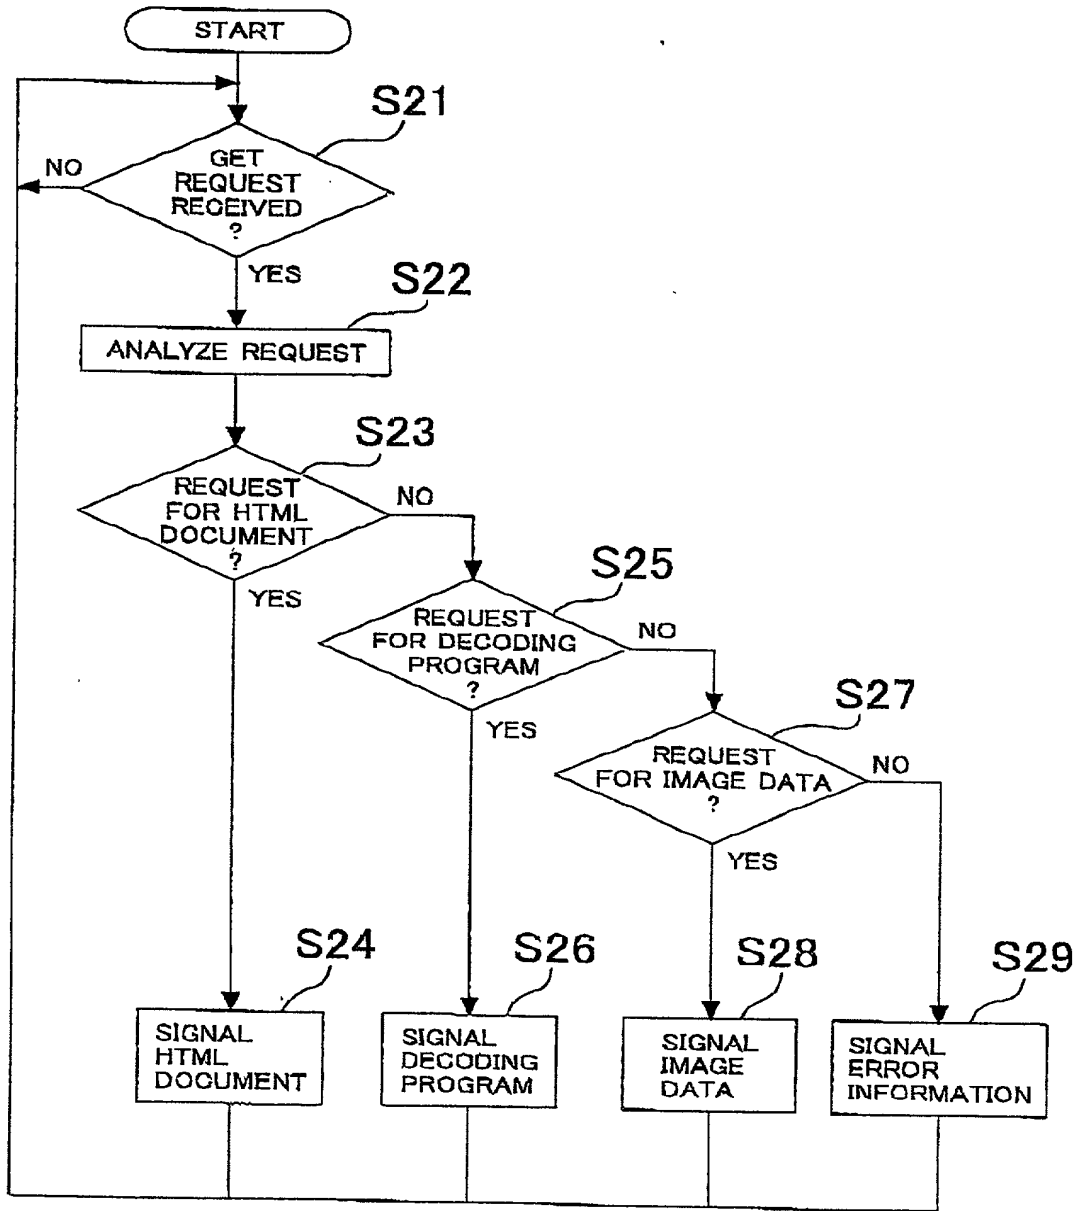 START
S21
NO
GET
REQUEST
RECEIVED
?
YES
S22
ANALYZE REQUEST
S23
REQUEST
FOR HTML
DOCUMENT
?
NO
YES
S25
REQUEST
FOR DECODING
PROGRAM
?
NO
YES
S27
REQUEST
FOR IMAGE DATA
?
NO
YES
S24
SIGNAL
HTML
DOCUMENT
S26
SIGNAL
DECODING
PROGRAM
S28
SIGNAL
IMAGE
DATA
S29
SIGNAL
ERROR
INFORMATION